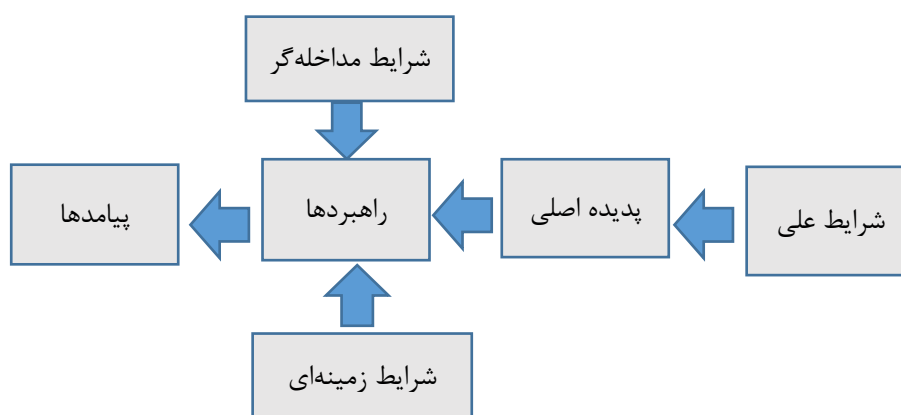 شرایط مداخله‌گر
شرایط علی
پدیده اصلی
راهبردها
پیامدها
شرایط زمینه‌ای